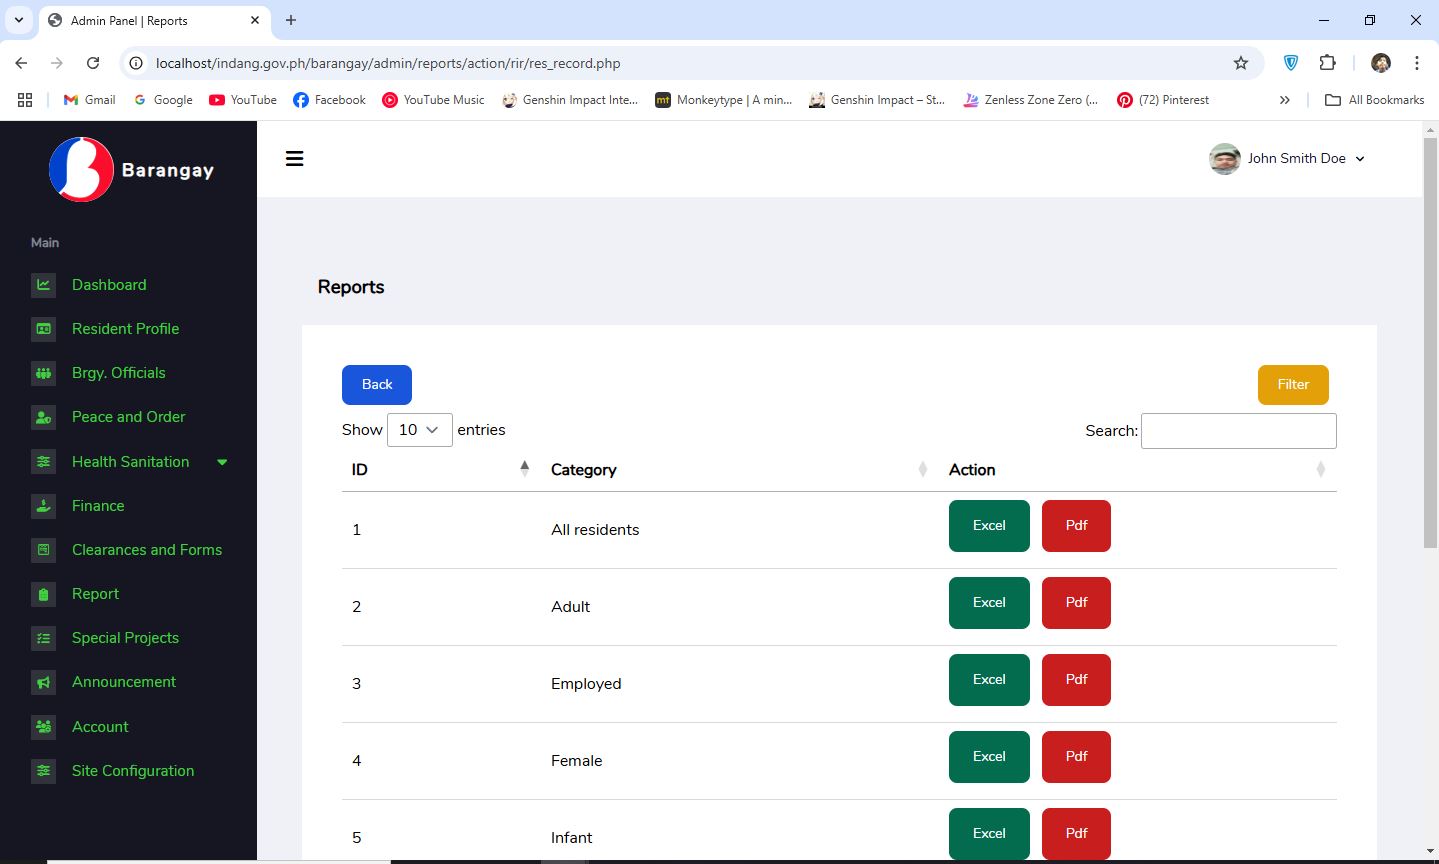 Admin Panel | Reports
localhost/indang.gov.ph/barangay/admin/reports/action/rir/res_record.php
Gmail Google YouTube Facebook YouTube Music Genshin Impact Inte... mt Monkeytype | A min... Genshin Impact – St... Zenless Zone Zero (... (72) Pinterest » All Bookmarks
Barangay
John Smith Doe
Main
Dashboard
Resident Profile
Brgy. Officials
Peace and Order
Health Sanitation
Finance
Clearances and Forms
Report
Special Projects
Announcement
Account
Site Configuration
Reports
Back Filter
Show 10 entries Search:
ID Category Action
1 All residents Excel Pdf
2 Adult Excel Pdf
3 Employed Excel Pdf
4 Female Excel Pdf
5 Infant Excel Pdf